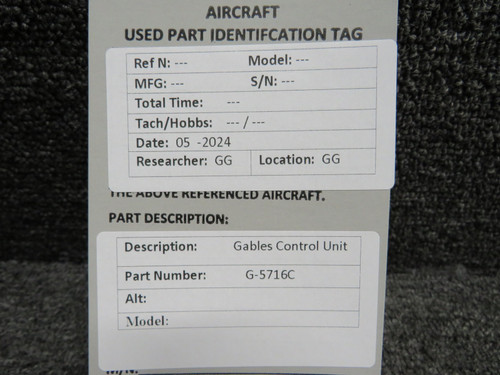 AIRCRAFT
USED PART IDENTIFCATION TAG
Ref N: --- Model: ---
MFG: --- S/N: ---
Total Time: ---
Tach/Hobbs: --- / ---
Date: 05 -2024
Researcher: GG Location: GG
THE ABOVE REFERENCED AIRCRAFT.
PART DESCRIPTION:
Description: Gables Control Unit
Part Number: G-5716C
Alt:
Model:
M/N: